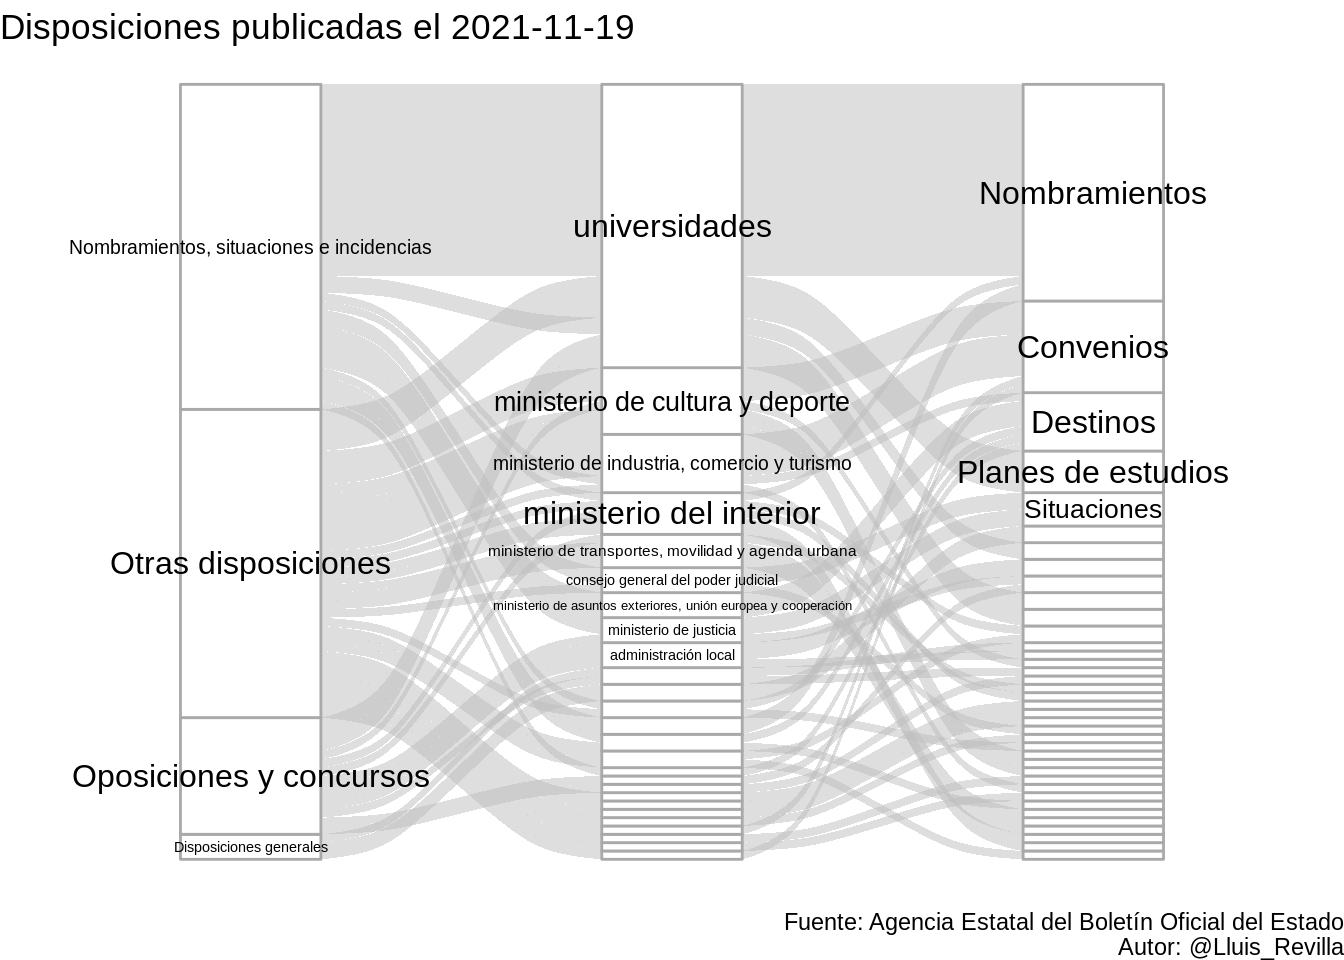 Disposiciones publicadas el 2021-11-19
Nombramientos, situaciones e incidencias
Otras disposiciones
Oposiciones y concursos
Disposiciones generales
universidades
ministerio de cultura y deporte
ministerio de industria, comercio y turismo
ministerio del interior
ministerio de transportes, movilidad y agenda urbana
consejo general del poder judicial
ministerio de asuntos exteriores, unión europea y cooperación
ministerio de justicia
administración local
Nombramientos
Convenios
Destinos
Planes de estudios
Situaciones
Fuente: Agencia Estatal del Boletín Oficial del Estado
Autor: @Lluis_Revilla